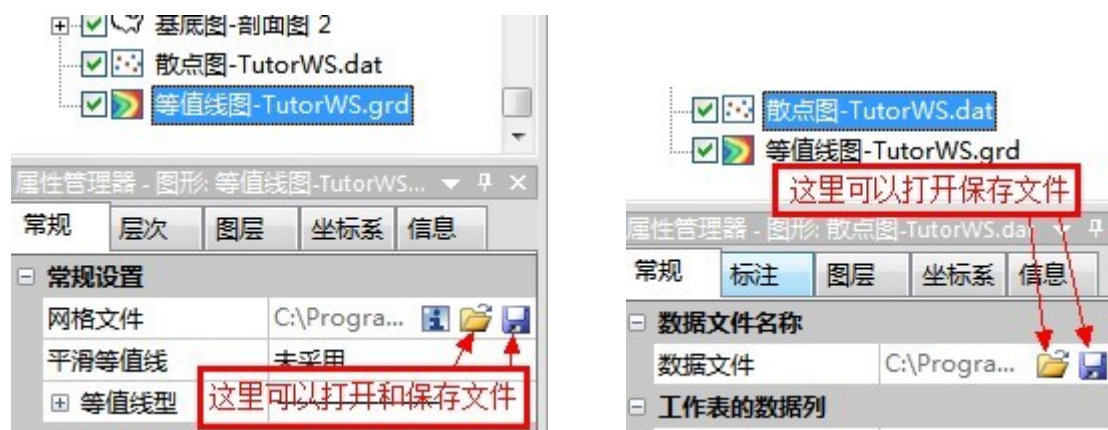 基底图-剖面图 2
散点图-TutorWS.dat
等值线图-TutorWS.grd
属性管理器 - 图形: 等值线图-TutorWS...
常规 层次 图层 坐标系 信息
常规设置
网格文件 C:\Progra...
平滑等值线 未采用
等值线型
这里可以打开和保存文件
散点图-TutorWS.dat
等值线图-TutorWS.grd
这里可以打开保存文件
属性管理器 - 图形: 散点图-TutorWS.dat
常规 标注 图层 坐标系 信息
数据文件名称
数据文件 C:\Progra...
工作表的数据列